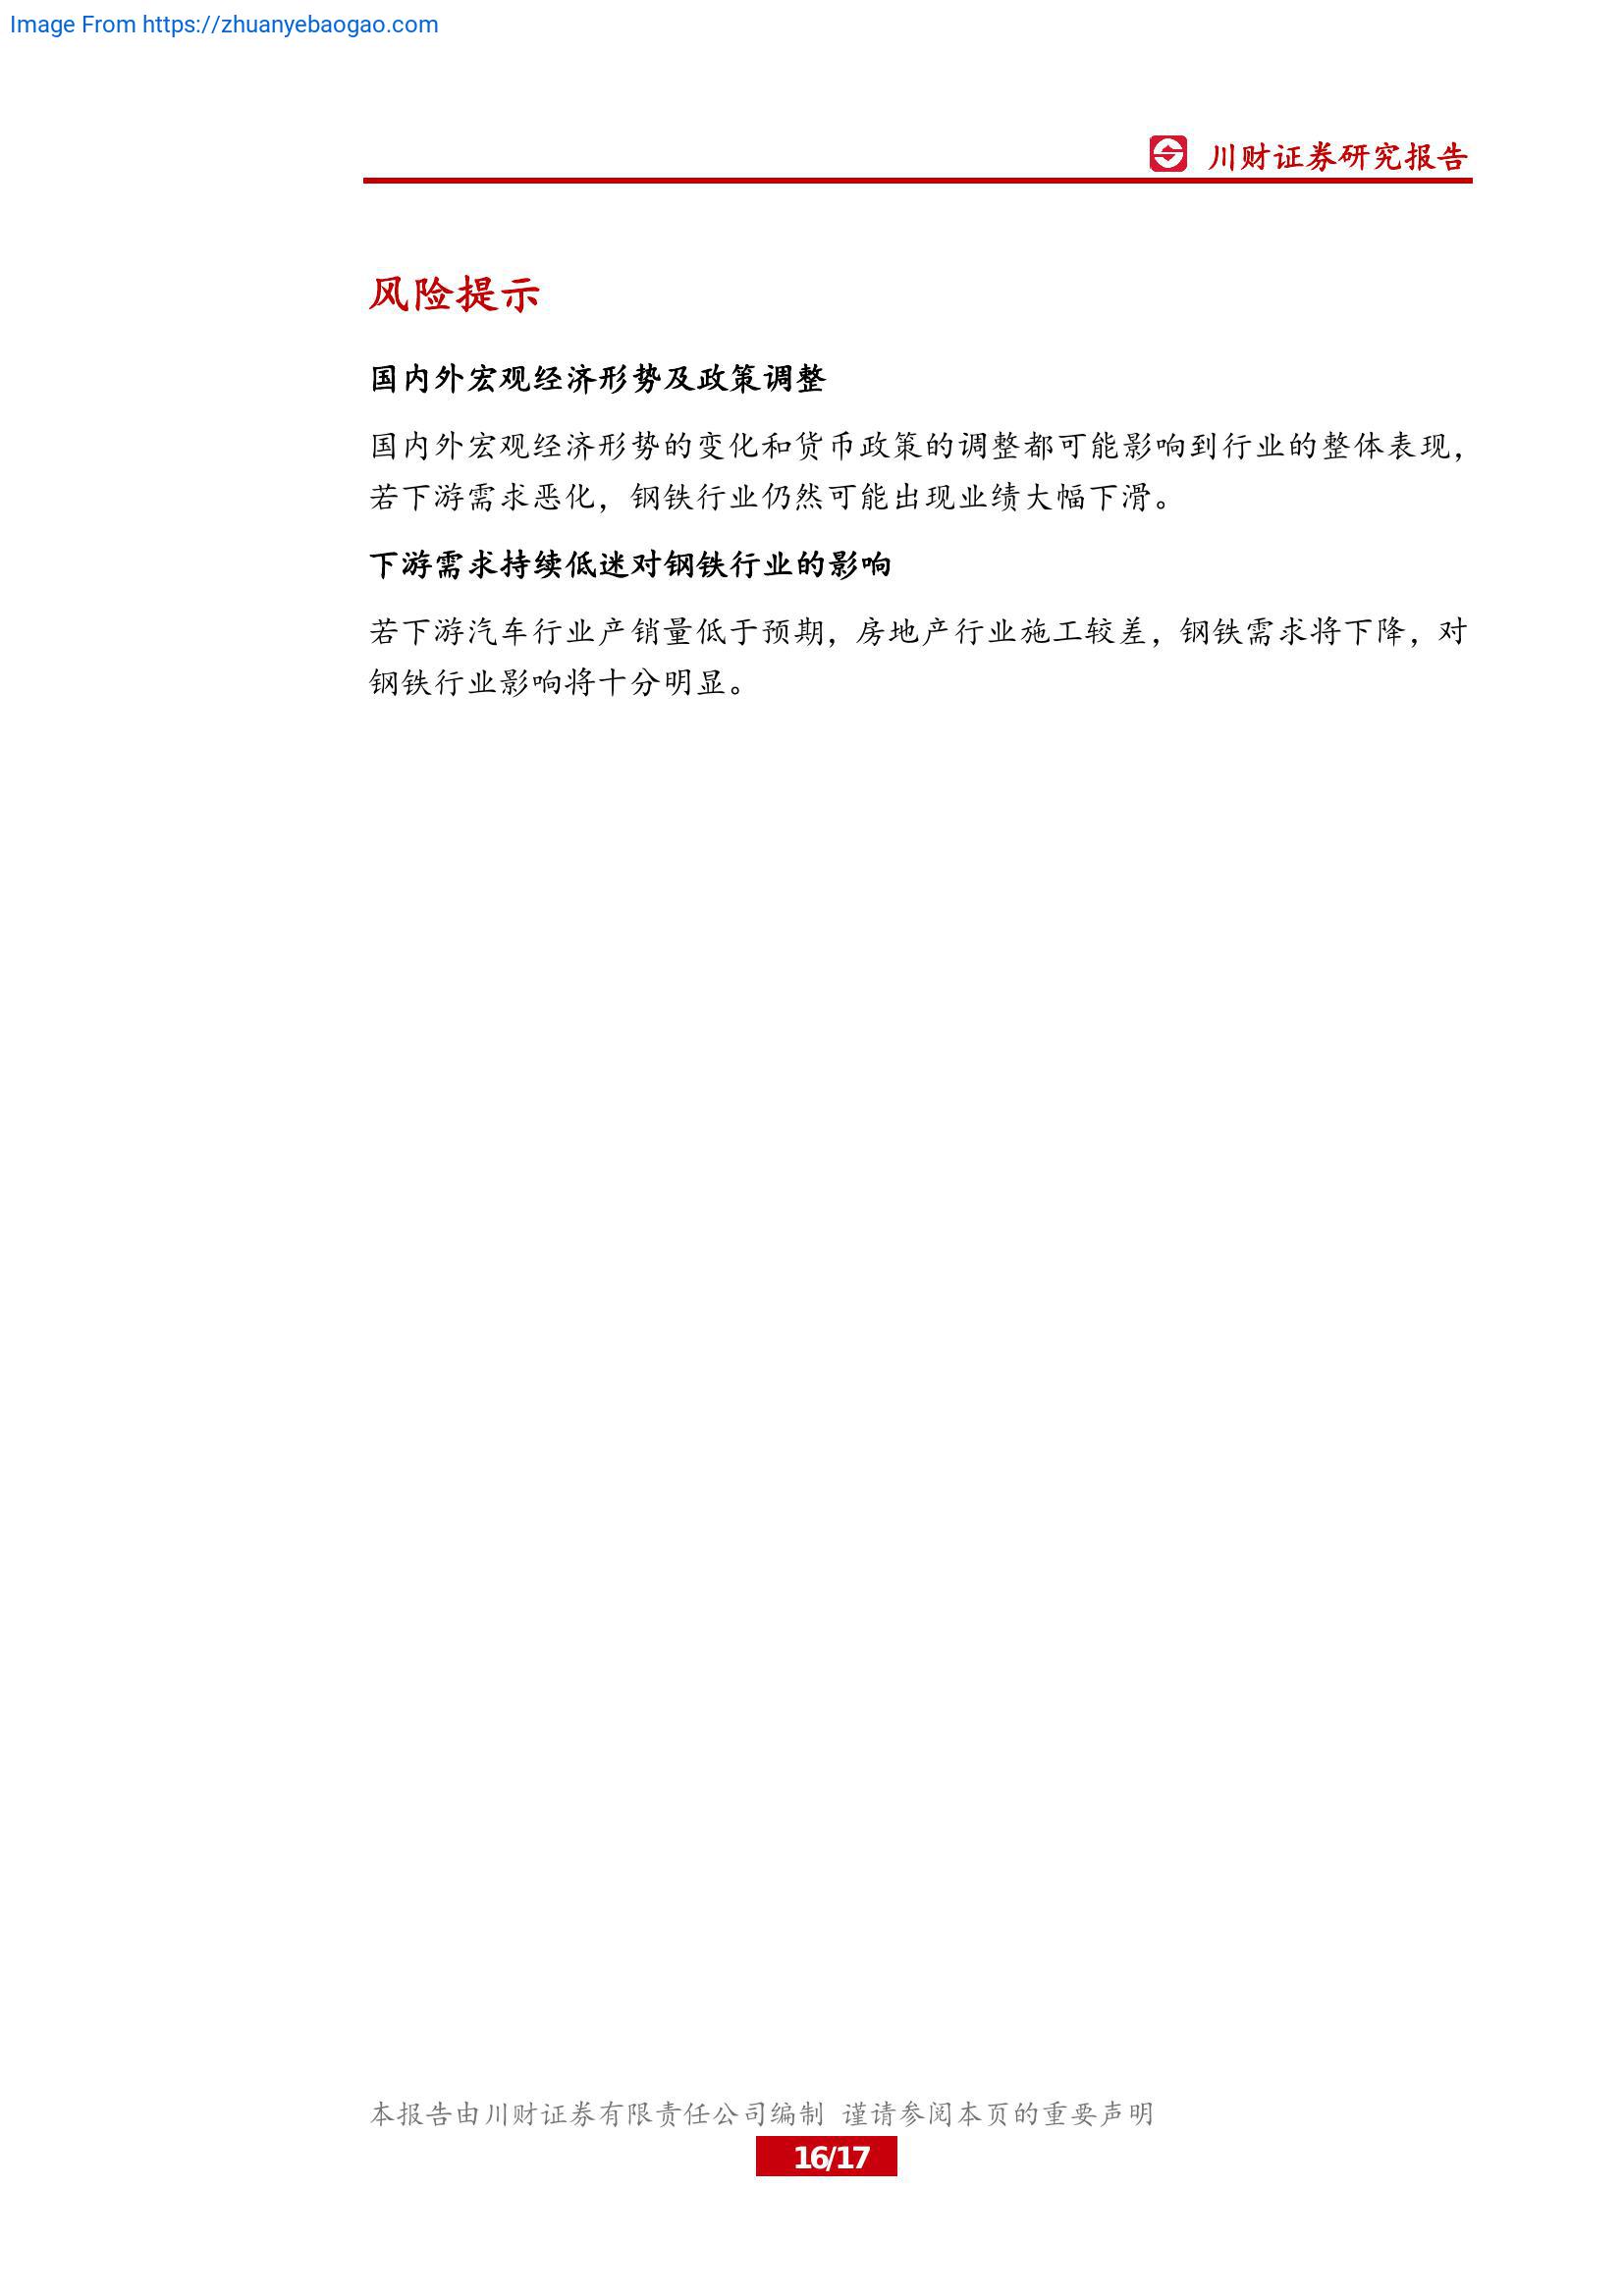 Image From https://zhuanyebaogao.com
川财证券研究报告
风险提示
国内外宏观经济形势及政策调整
国内外宏观经济形势的变化和货币政策的调整都可能影响到行业的整体表现，
若下游需求恶化，钢铁行业仍然可能出现业绩大幅下滑。
下游需求持续低迷对钢铁行业的影响
若下游汽车行业产销量低于预期，房地产行业施工较差，钢铁需求将下降，对
钢铁行业影响将十分明显。
本报告由川财证券有限责任公司编制 谨请参阅本页的重要声明
16/17